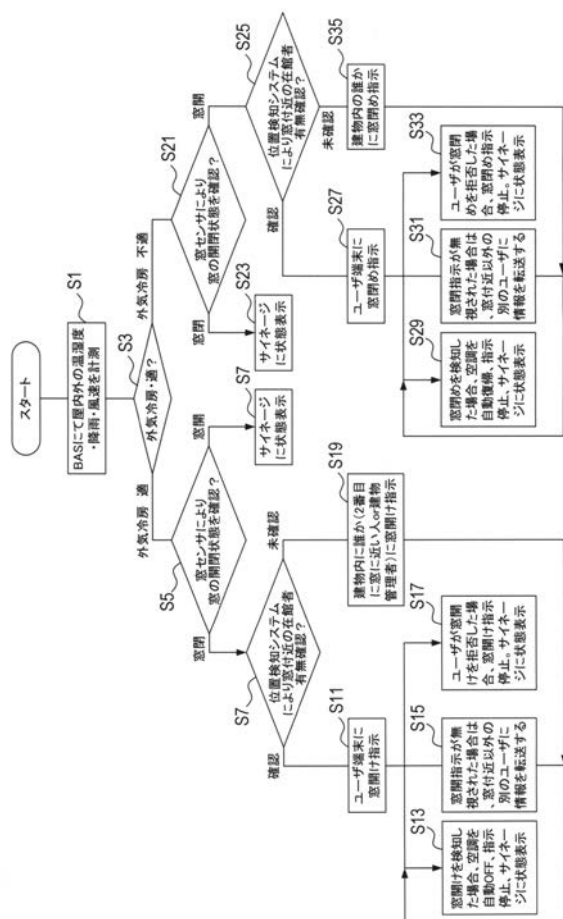 スタート
S1
BASにて屋内外の温湿度
・降雨・風速を計測
S3
外気冷房・適？
外気冷房 適
外気冷房 不適
S5
窓センサにより
窓の開閉状態を確認？
窓閉
窓開
S7
サイネージ
に状態表示
S7
位置検知システム
により窓付近の在館者
有無確認？
確認
未確認
S11
ユーザ端末に
窓開け指示
S19
建物内に誰か(2番目
に窓に近い人or建物
管理者)に窓開け指示
S13
窓開けを検知し
た場合、空調を
自動OFF、指示
停止、サイネー
ジに状態表示
S15
窓開指示が無
視された場合は
、窓付近以外の
別のユーザに
情報を転送する
S17
ユーザが窓開
けを拒否した場
合、窓開け指示
停止。サイネー
ジに状態表示
S21
窓センサにより
窓の開閉状態を確認？
窓閉
窓開
S23
サイネージ
に状態表示
S25
位置検知システム
により窓付近の在館者
有無確認？
確認
未確認
S27
ユーザ端末に
窓閉め指示
S35
建物内の誰か
に窓閉め指示
S29
窓閉めを検知し
た場合、空調を
自動復帰、指示
停止、サイネー
ジに状態表示
S31
窓閉指示が無
視された場合は
、窓付近以外の
別のユーザに
情報を転送する
S33
ユーザが窓閉
めを拒否した場
合、窓閉め指示
停止。サイネー
ジに状態表示